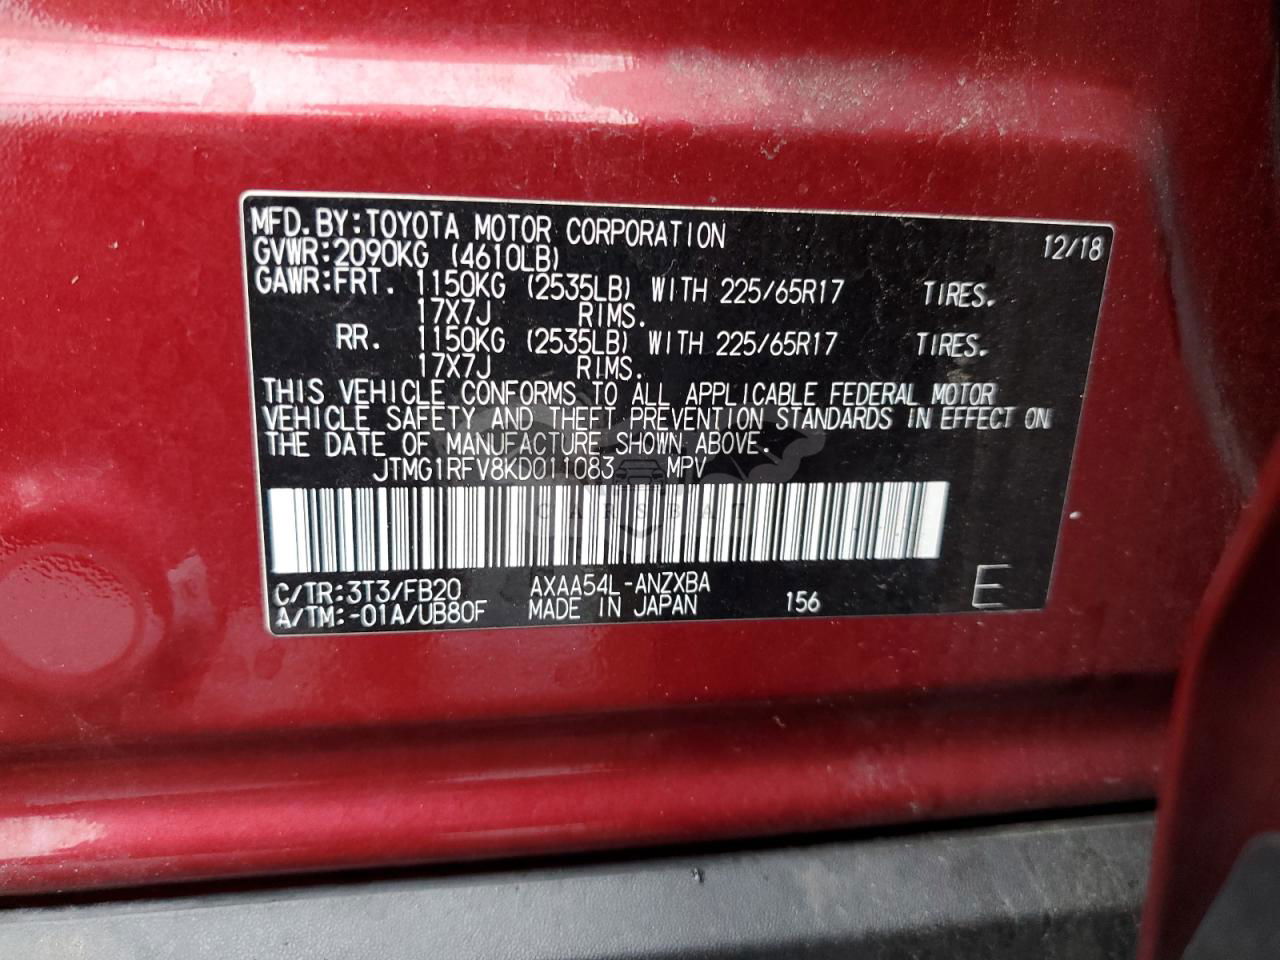 MFD.BY:TOYOTA MOTOR CORPORATION 12/18
GVWR:2090KG (4610LB)
GAWR:FRT. 1150KG (2535LB) WITH 225/65R17 TIRES.
17X7J RIMS.
RR. 1150KG (2535LB) WITH 225/65R17 TIRES.
17X7J RIMS.
THIS VEHICLE CONFORMS TO ALL APPLICABLE FEDERAL MOTOR
VEHICLE SAFETY AND THEFT PREVENTION STANDARDS IN EFFECT ON
THE DATE OF MANUFACTURE SHOWN ABOVE.
JTMG1RFV8KD011083 MPV
CARSBAT
C/TR:3T3/FB20 AXAA54L-ANZXBA
A/TM:-01A/UB80F MADE IN JAPAN 156 E